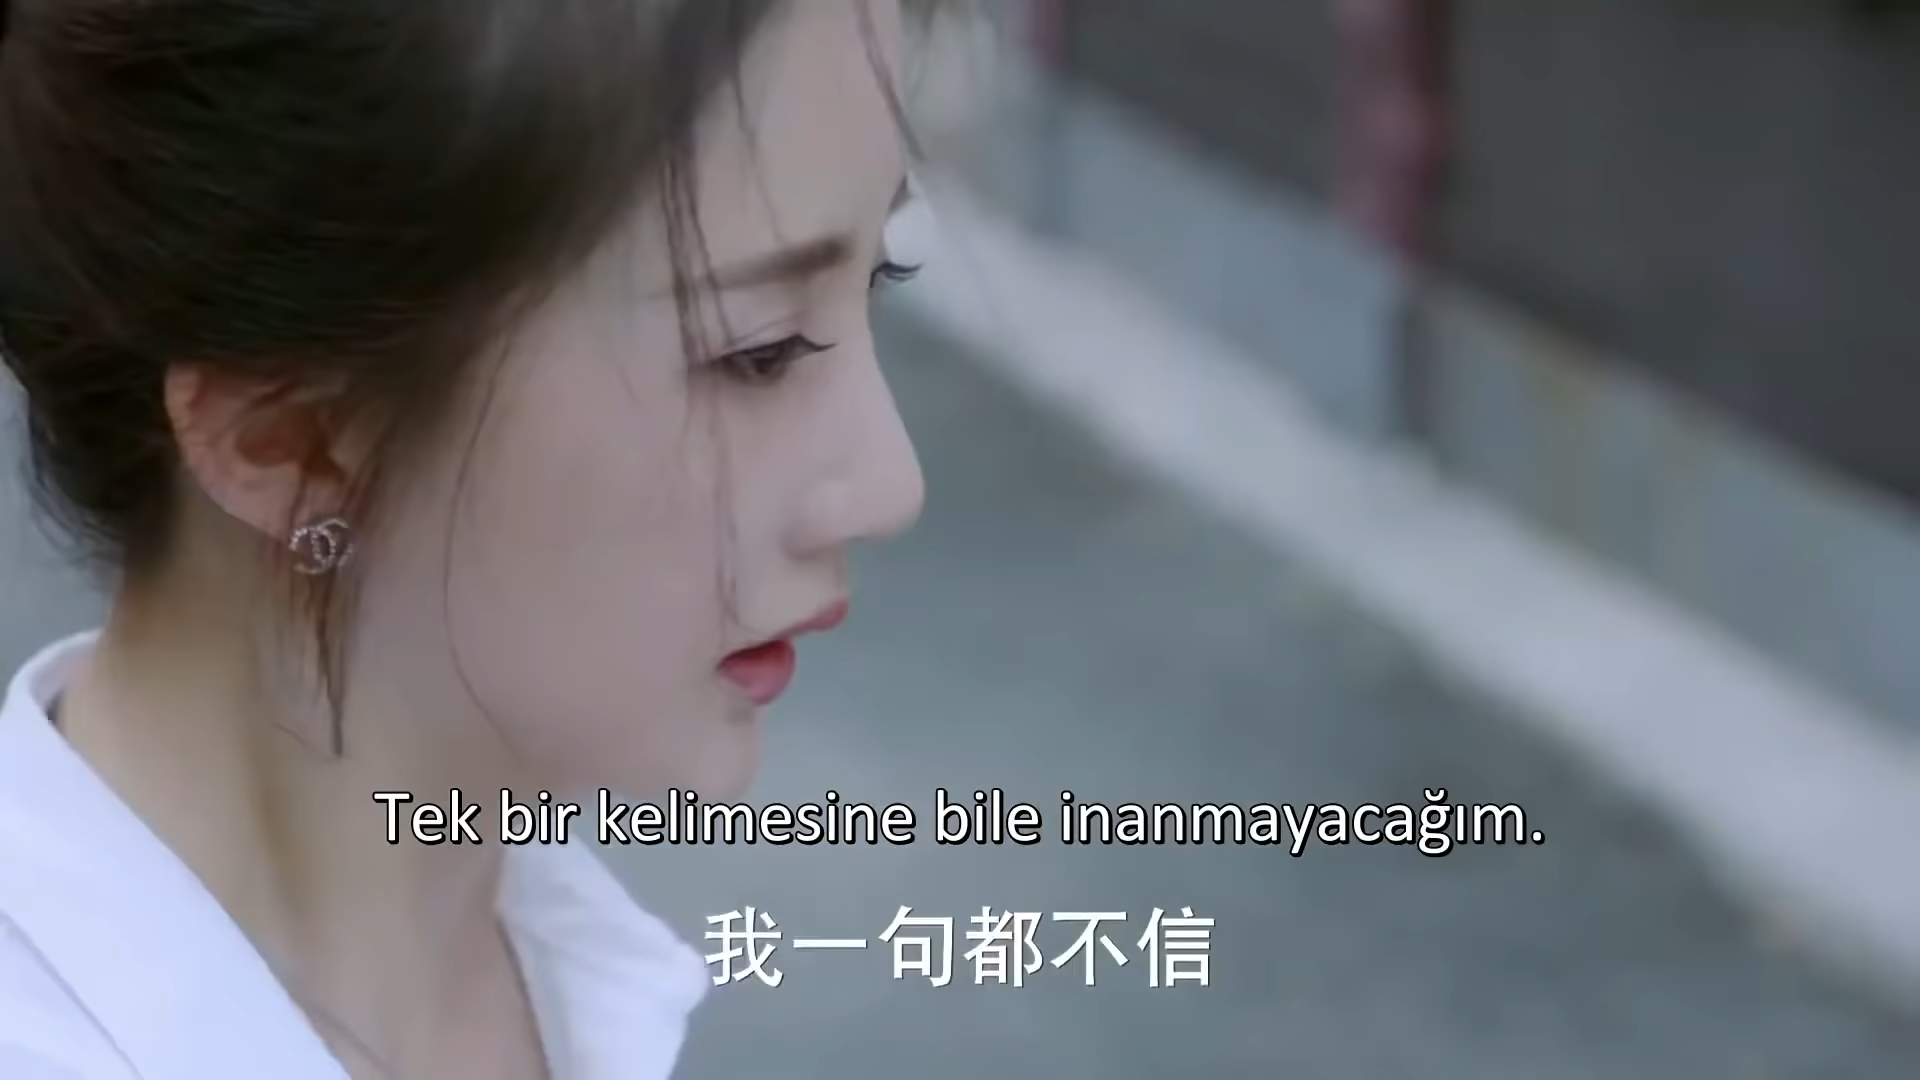 Tek bir kelimesine bile inanmayacağım.
我一句都不信